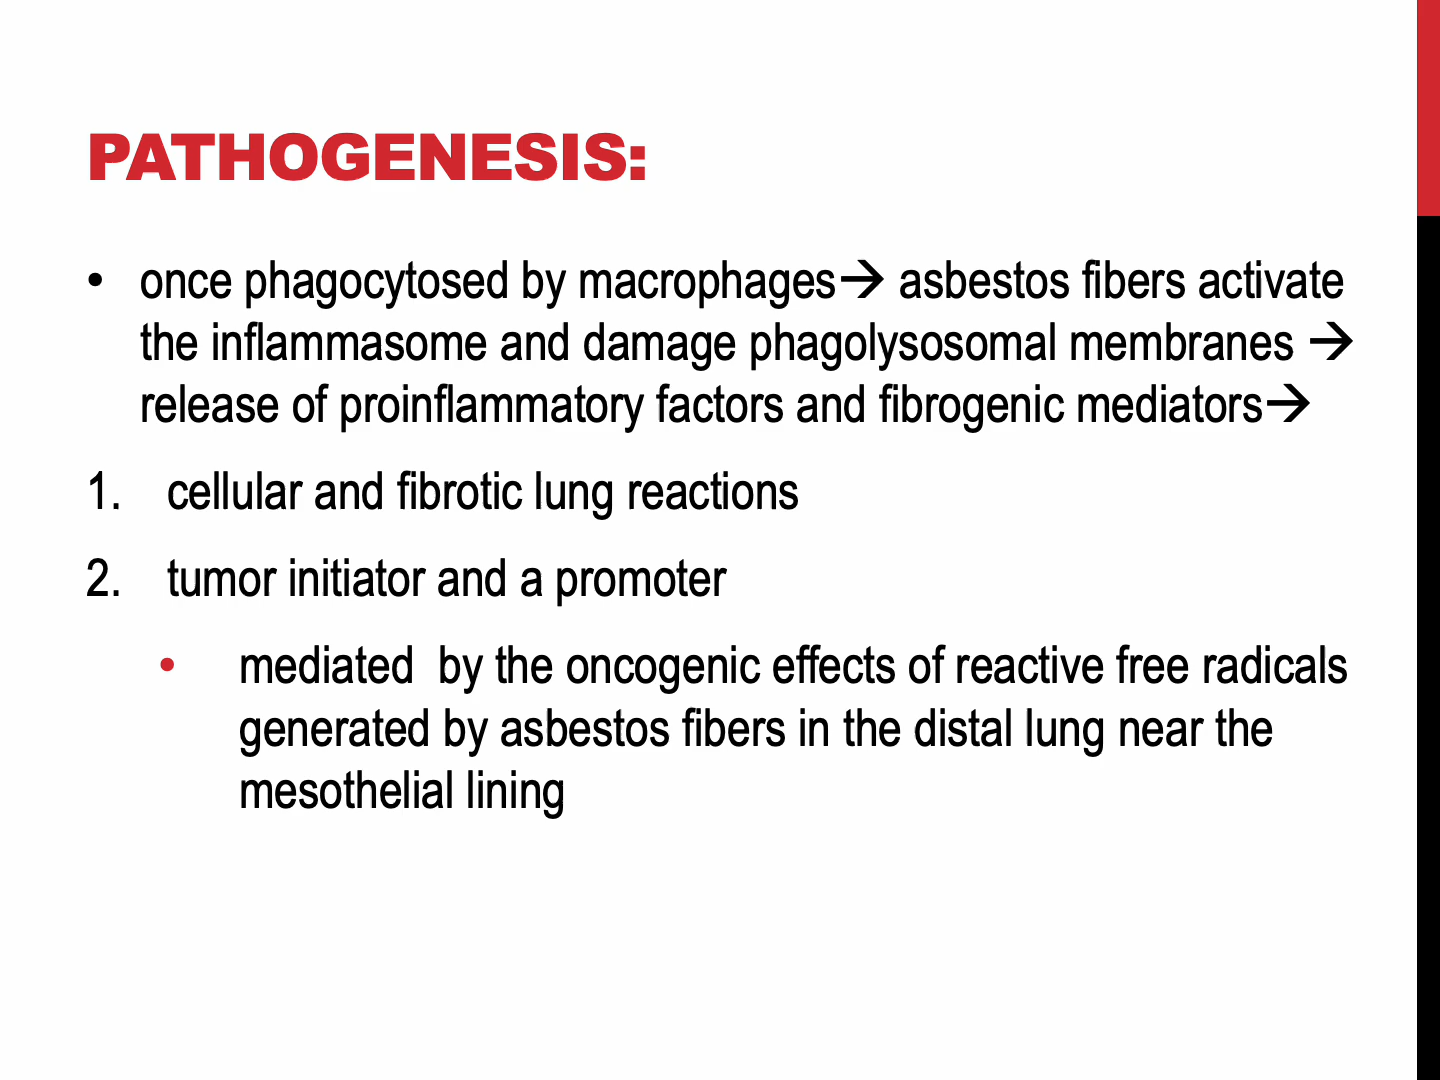 PATHOGENESIS:
• once phagocytosed by macrophages→ asbestos fibers activate
the inflammasome and damage phagolysosomal membranes →
release of proinflammatory factors and fibrogenic mediators→
1. cellular and fibrotic lung reactions
2. tumor initiator and a promoter
• mediated  by the oncogenic effects of reactive free radicals
generated by asbestos fibers in the distal lung near the
mesothelial lining